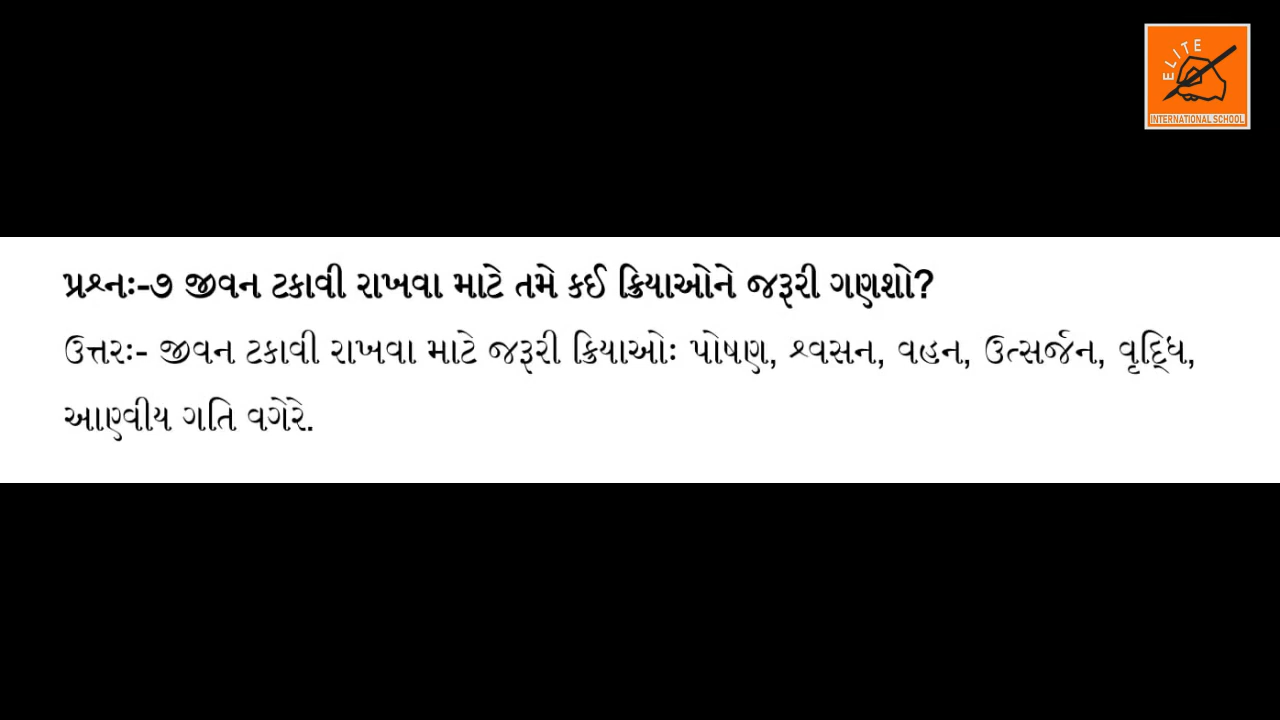 ELITE
INTERNATIONAL SCHOOL
પ્રશ્નઃ-૭ જીવન ટકાવી રાખવા માટે તમે કઈ ક્રિયાઓને જરૂરી ગણશો?
ઉત્તરઃ- જીવન ટકાવી રાખવા માટે જરૂરી ક્રિયાઓઃ પોષણ, શ્વસન, વહન, ઉત્સર્જન, વૃદ્ધિ,
આણ્વીય ગતિ વગેરે.